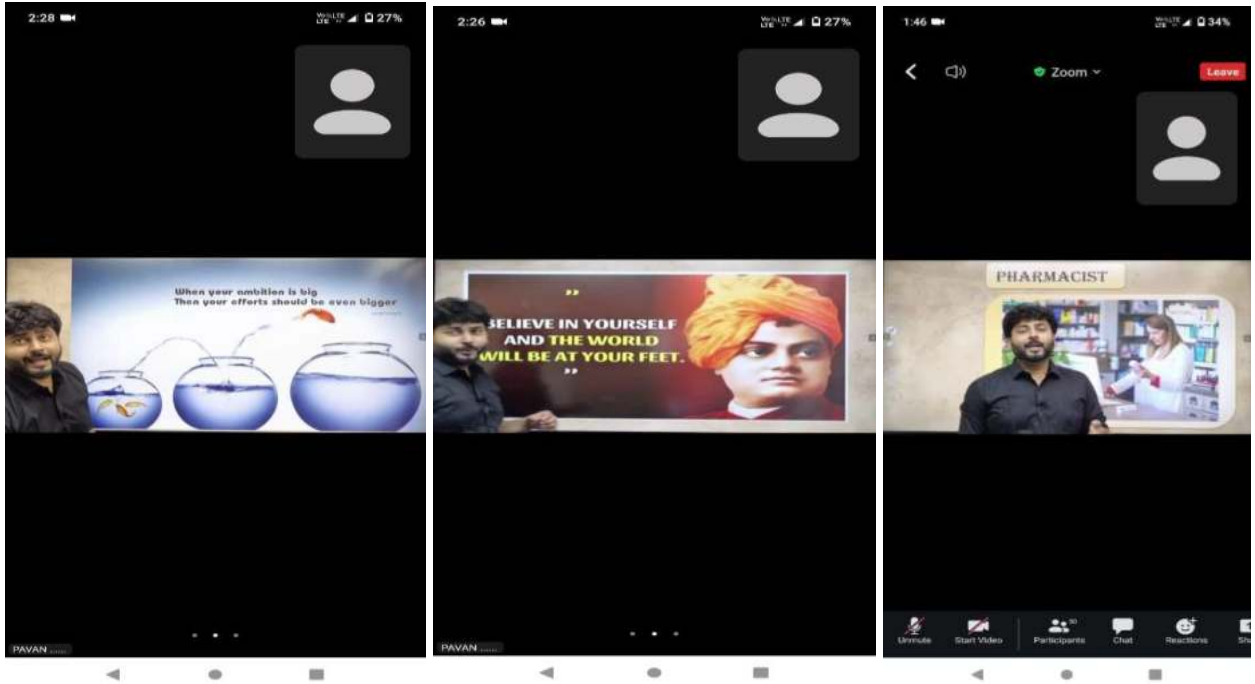 2:28
27%
When your ambition is big
Then your efforts should be even bigger
PAVAN ......
2:26
27%
”
BELIEVE IN YOURSELF
AND THE WORLD
WILL BE AT YOUR FEET.
”
PAVAN ......
1:46
34%
Zoom
Leave
PHARMACIST
Unmute
Start Video
Participants
Chat
Reactions